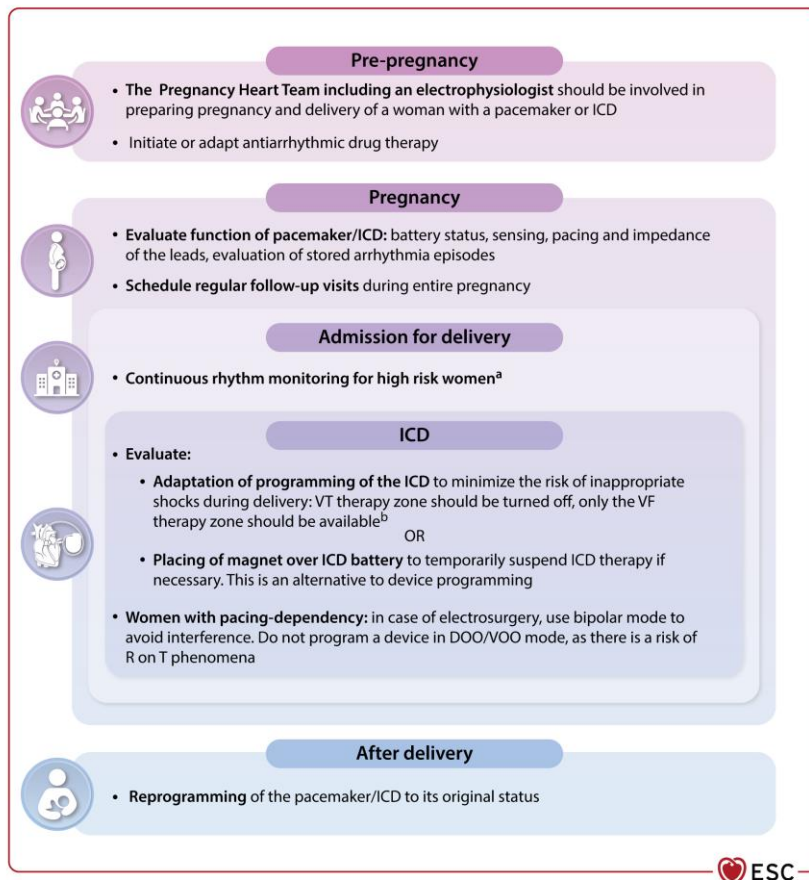 Pre-pregnancy
• The Pregnancy Heart Team including an electrophysiologist should be involved in
preparing pregnancy and delivery of a woman with a pacemaker or ICD
• Initiate or adapt antiarrhythmic drug therapy
Pregnancy
• Evaluate function of pacemaker/ICD: battery status, sensing, pacing and impedance
of the leads, evaluation of stored arrhythmia episodes
• Schedule regular follow-up visits during entire pregnancy
Admission for delivery
• Continuous rhythm monitoring for high risk women^a
ICD
• Evaluate:
• Adaptation of programming of the ICD to minimize the risk of inappropriate
shocks during delivery: VT therapy zone should be turned off, only the VF
therapy zone should be available^b
OR
• Placing of magnet over ICD battery to temporarily suspend ICD therapy if
necessary. This is an alternative to device programming
• Women with pacing-dependency: in case of electrosurgery, use bipolar mode to
avoid interference. Do not program a device in DOO/VOO mode, as there is a risk of
R on T phenomena
After delivery
• Reprogramming of the pacemaker/ICD to its original status
ESC